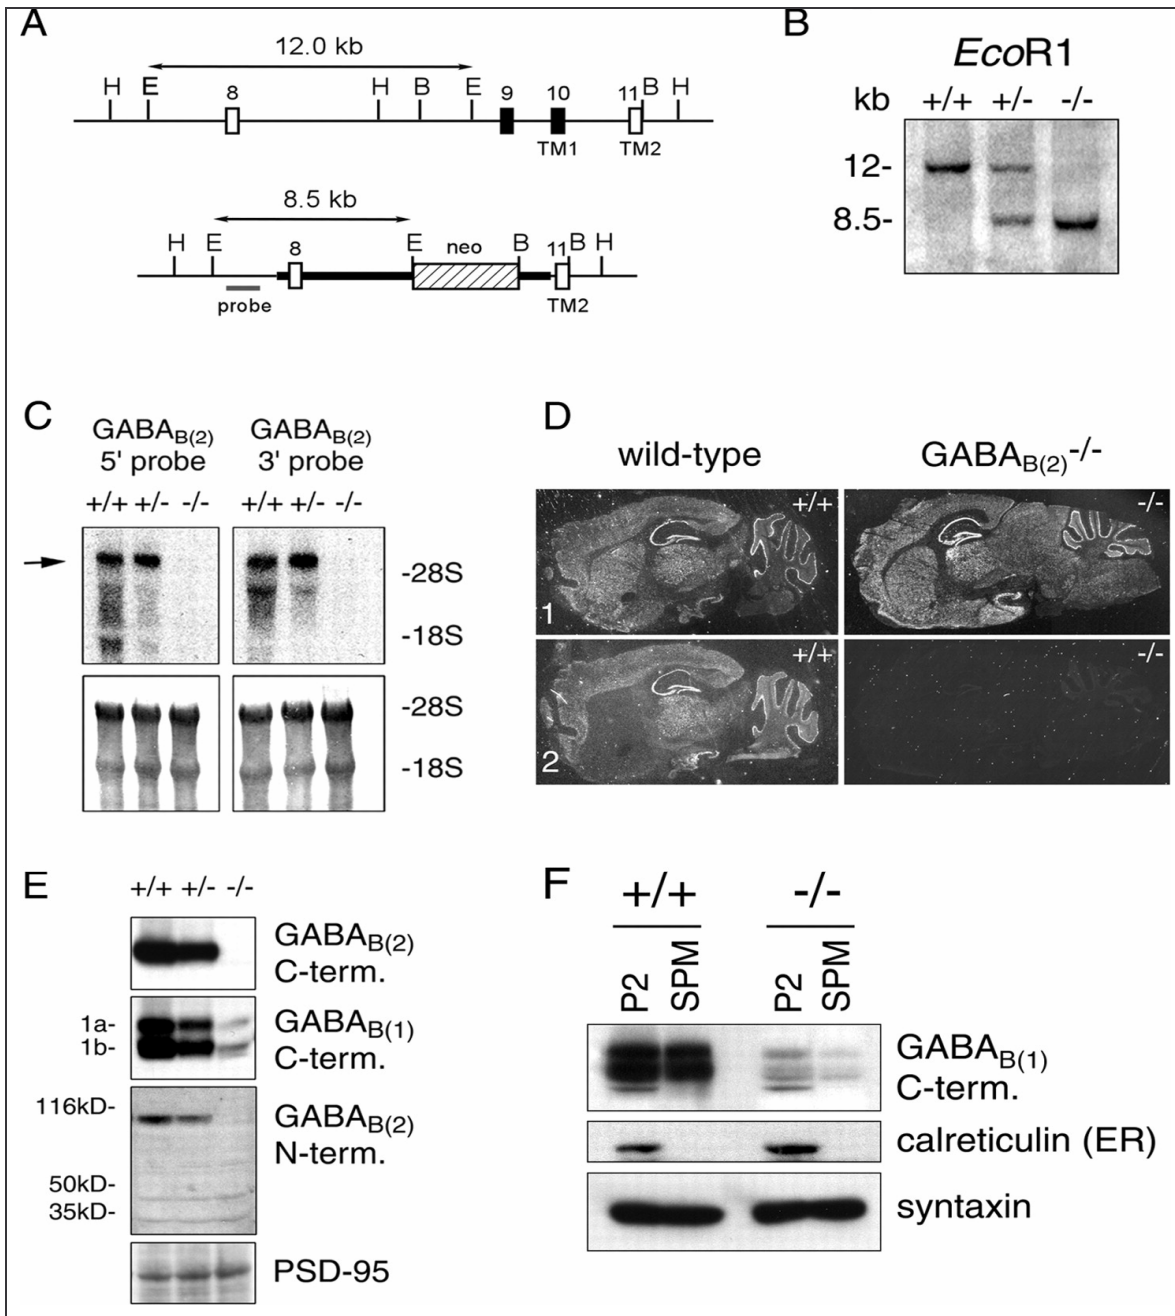 A
12.0 kb
H E 8 H B E 9 10 11 B H
TM1 TM2
8.5 kb
H E 8 E neo B 11 B H
probe TM2
B
EcoR1
kb +/+ +/- -/-
12-
8.5-
C
GABAB(2) GABAB(2)
5' probe 3' probe
+/+ +/- -/- +/+ +/- -/-
-28S
-18S
-28S
-18S
D
wild-type GABAB(2)-/-
+/+ -/-
1
+/+ -/-
2
E
+/+ +/- -/-
GABAB(2)
C-term.
1a- GABAB(1)
1b- C-term.
116kD- GABAB(2)
N-term.
50kD-
35kD-
PSD-95
F
+/+ -/-
P2 SPM P2 SPM
GABAB(1)
C-term.
calreticulin (ER)
syntaxin